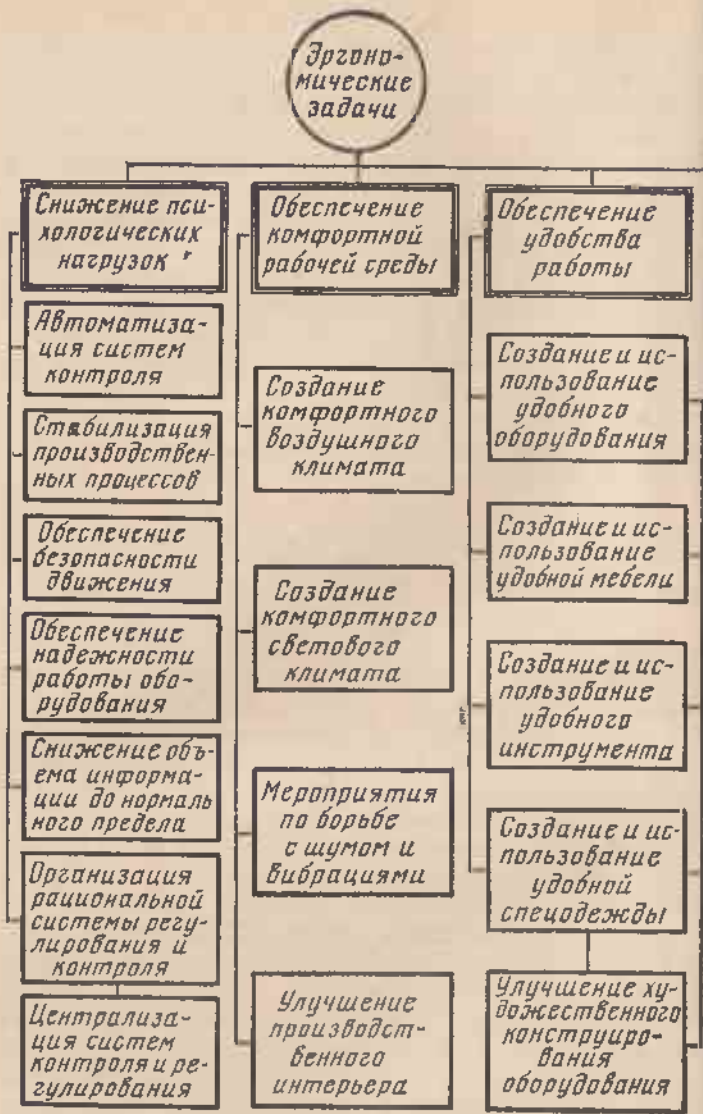 Эргоно-
мические
задачи
Снижение пси-
хологических
нагрузок
Автоматиза-
ция систем
контроля
Стабилизация
производствен-
ных процессов
Обеспечение
безопасности
движения
Обеспечение
надежности
работы обо-
рудования
Снижение объ-
ема информа-
ции до нормаль
ного предела
Организация
рациональной
системы регу-
лирования и
контроля
Централиза-
ция систем
контроля и ре-
гулирования
Обеспечение
комфортной
рабочей среды
Создание
комфортного
воздушного
климата
Создание
комфортного
светового
климата
Мероприятия
по борьбе
с шумом и
вибрациями
Улучшение
производст-
венного
интерьера
Обеспечение
удобства
работы
Создание и ис-
пользование
удобного
оборудования
Создание и ис-
пользование
удобной мебели
Создание и ис-
пользование
удобного
инструмента
Создание и ис-
пользование
удобной
спецодежды
Улучшение ху-
дожественного
конструиро-
вания
оборудования